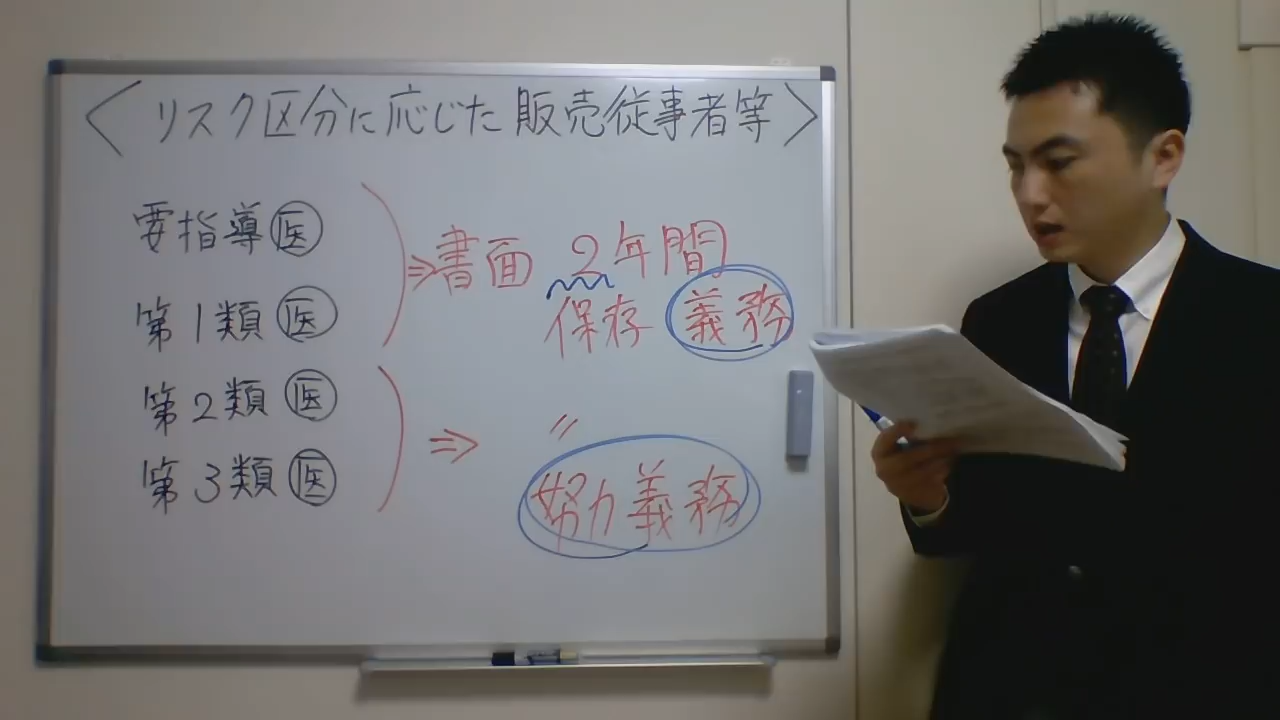 〈リスク区分に応じた販売従事者等〉
要指導医
第1類医
⇒書面 2年間
保存 義務
第2類医
第3類医
⇒ 〃
努力義務